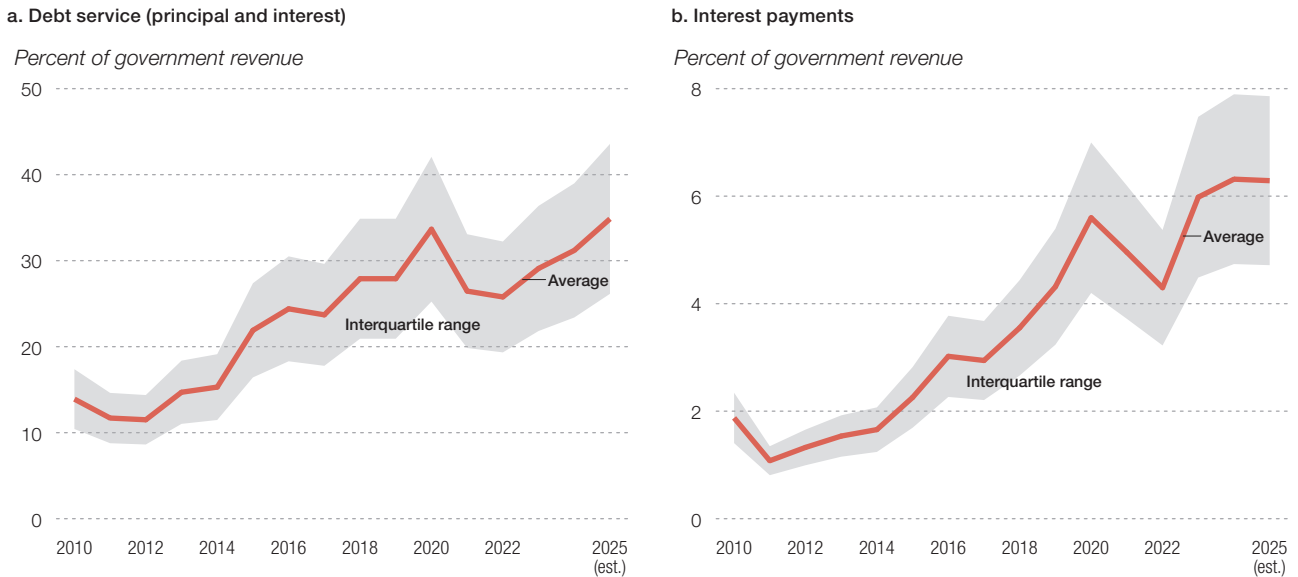 a. Debt service (principal and interest)
Percent of government revenue
50
40
30
20
10
0
Average
Interquartile range
2010 2012 2014 2016 2018 2020 2022 2025
(est.)
b. Interest payments
Percent of government revenue
8
6
4
2
0
Average
Interquartile range
2010 2012 2014 2016 2018 2020 2022 2025
(est.)